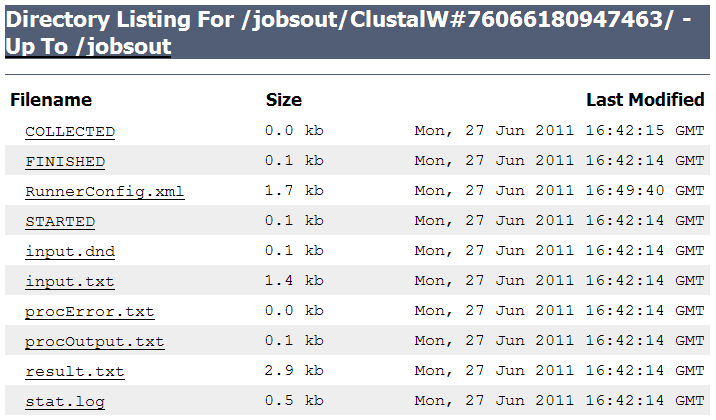 Directory Listing For /jobsout/ClustalW#76066180947463/ -
Up To /jobsout
Filename Size Last Modified
COLLECTED 0.0 kb Mon, 27 Jun 2011 16:42:15 GMT
FINISHED 0.1 kb Mon, 27 Jun 2011 16:42:14 GMT
RunnerConfig.xml 1.7 kb Mon, 27 Jun 2011 16:49:40 GMT
STARTED 0.1 kb Mon, 27 Jun 2011 16:42:14 GMT
input.dnd 0.1 kb Mon, 27 Jun 2011 16:42:14 GMT
input.txt 1.4 kb Mon, 27 Jun 2011 16:42:14 GMT
procError.txt 0.0 kb Mon, 27 Jun 2011 16:42:14 GMT
procOutput.txt 0.1 kb Mon, 27 Jun 2011 16:42:14 GMT
result.txt 2.9 kb Mon, 27 Jun 2011 16:42:14 GMT
stat.log 0.5 kb Mon, 27 Jun 2011 16:42:14 GMT